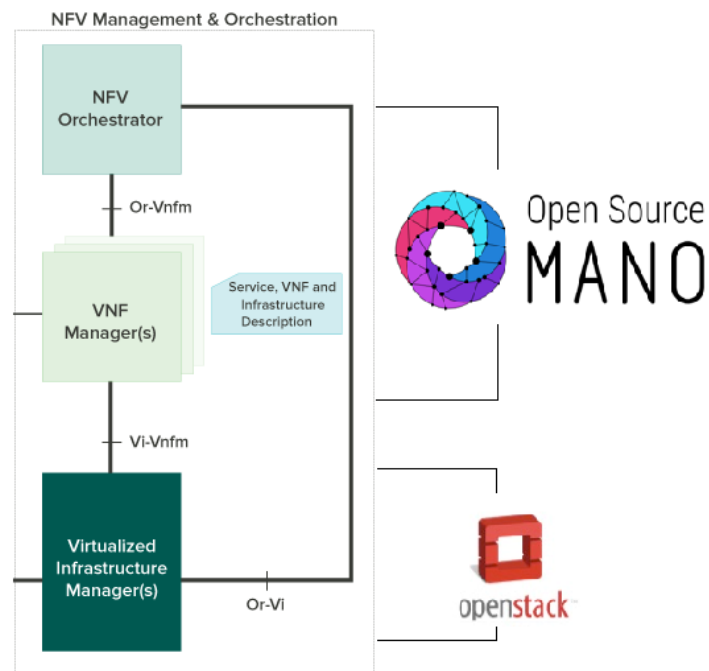 NFV Management & Orchestration
NFV
Orchestrator
Or-Vnfm
Open Source
MANO
VNF
Manager(s)
Service, VNF and
Infrastructure
Description
Vi-Vnfm
Virtualized
Infrastructure
Manager(s)
Or-Vi
openstack